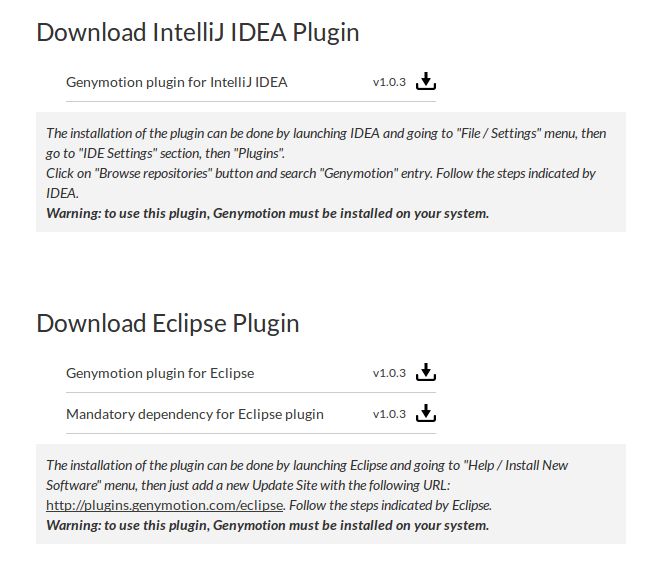 Download IntelliJ IDEA Plugin
Genymotion plugin for IntelliJ IDEA v1.0.3
The installation of the plugin can be done by launching IDEA and going to "File / Settings" menu, then
go to "IDE Settings" section, then "Plugins".
Click on "Browse repositories" button and search "Genymotion" entry. Follow the steps indicated by
IDEA.
Warning: to use this plugin, Genymotion must be installed on your system.
Download Eclipse Plugin
Genymotion plugin for Eclipse v1.0.3
Mandatory dependency for Eclipse plugin v1.0.3
The installation of the plugin can be done by launching Eclipse and going to "Help / Install New
Software" menu, then just add a new Update Site with the following URL:
http://plugins.genymotion.com/eclipse. Follow the steps indicated by Eclipse.
Warning: to use this plugin, Genymotion must be installed on your system.